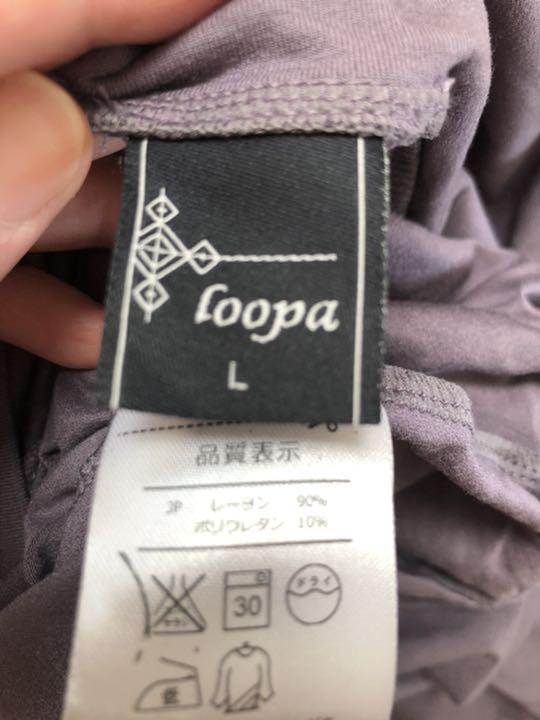 loopa
L
品質表示
JP レーヨン 90%
ポリウレタン 10%
30
ドライ
低